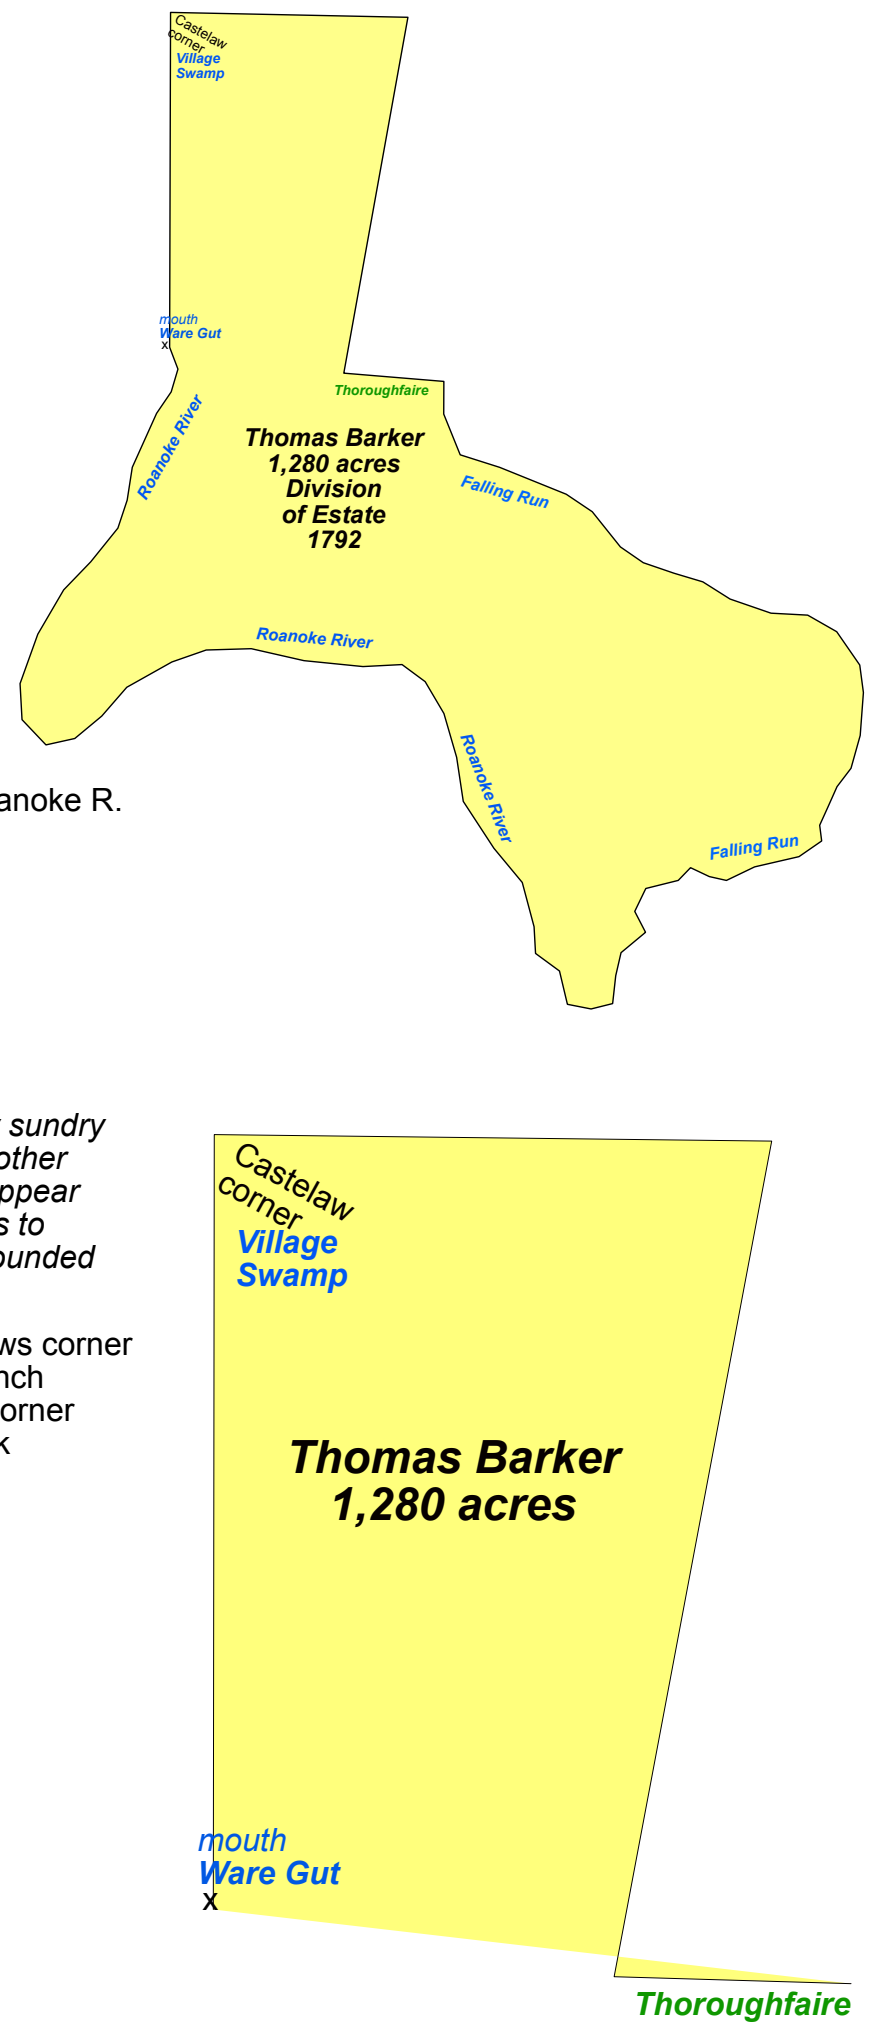 Castelaw
corner
Village
Swamp
mouth
Ware Gut
x
Thoroughfaire
Roanoke River
Thomas Barker
1,280 acres
Division
of Estate
1792
Falling Run
Roanoke River
Roanoke River
anoke R.
Falling Run
sundry
other
ppear
s to
ounded
ws corner
nch
orner
k
Castelaw
corner
Village
Swamp
Thomas Barker
1,280 acres
mouth
Ware Gut
x
Thoroughfaire